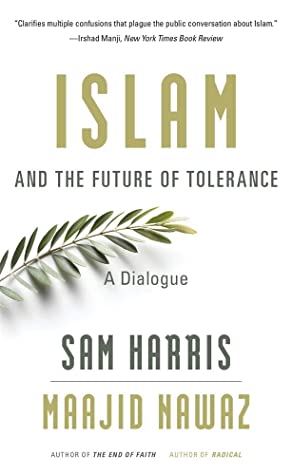 "Clarifies multiple confusions that plague the public conversation about Islam."
—Irshad Manji, New York Times Book Review
ISLAM
AND THE FUTURE OF TOLERANCE
A Dialogue
SAM HARRIS
MAAJID NAWAZ
AUTHOR OF THE END OF FAITH AUTHOR OF RADICAL